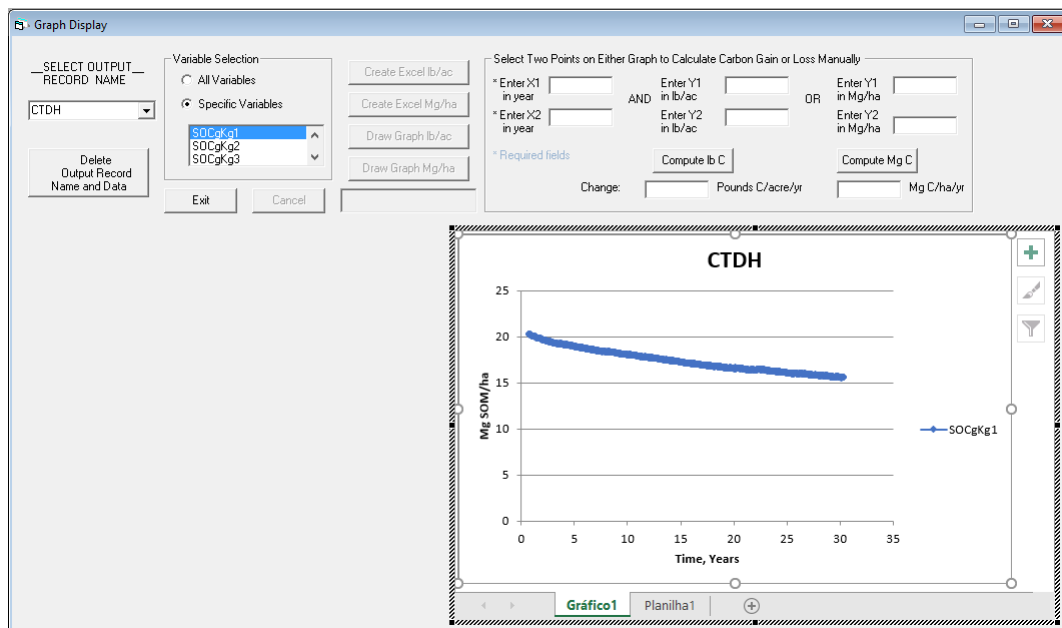 Graph Display
__SELECT OUTPUT__
RECORD NAME
CTDH
Delete
Output Record
Name and Data
Variable Selection
All Variables
Specific Variables
SOCgKg1
SOCgKg2
SOCgKg3
Exit
Cancel
Create Excel lb/ac
Create Excel Mg/ha
Draw Graph lb/ac
Draw Graph Mg/ha
Select Two Points on Either Graph to Calculate Carbon Gain or Loss Manually
* Enter X1
in year
* Enter X2
in year
AND
Enter Y1
in lb/ac
Enter Y2
in lb/ac
OR
Enter Y1
in Mg/ha
Enter Y2
in Mg/ha
* Required fields
Compute lb C
Compute Mg C
Change:
Pounds C/acre/yr
Mg C/ha/yr
CTDH
25
20
15
10
5
0
Mg SOM/ha
0 5 10 15 20 25 30 35
Time, Years
SOCgKg1
Gráfico1
Planilha1